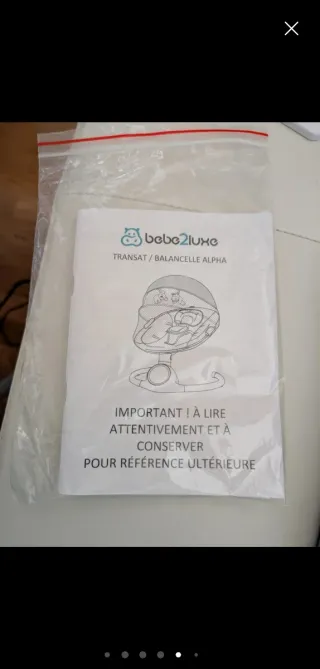 bebe2luxe
TRANSAT / BALANCELLE ALPHA
IMPORTANT ! À LIRE
ATTENTIVEMENT ET À
CONSERVER
POUR RÉFÉRENCE ULTÉRIEURE